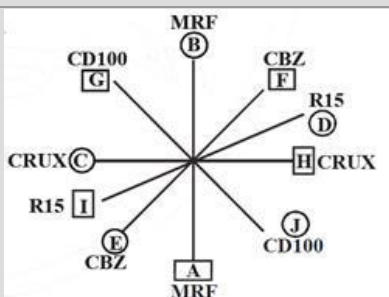 MRF
B
CD100
G
CBZ
F
R15
D
CRUX C
H CRUX
R15 I
J
CD100
E
CBZ
A
MRF